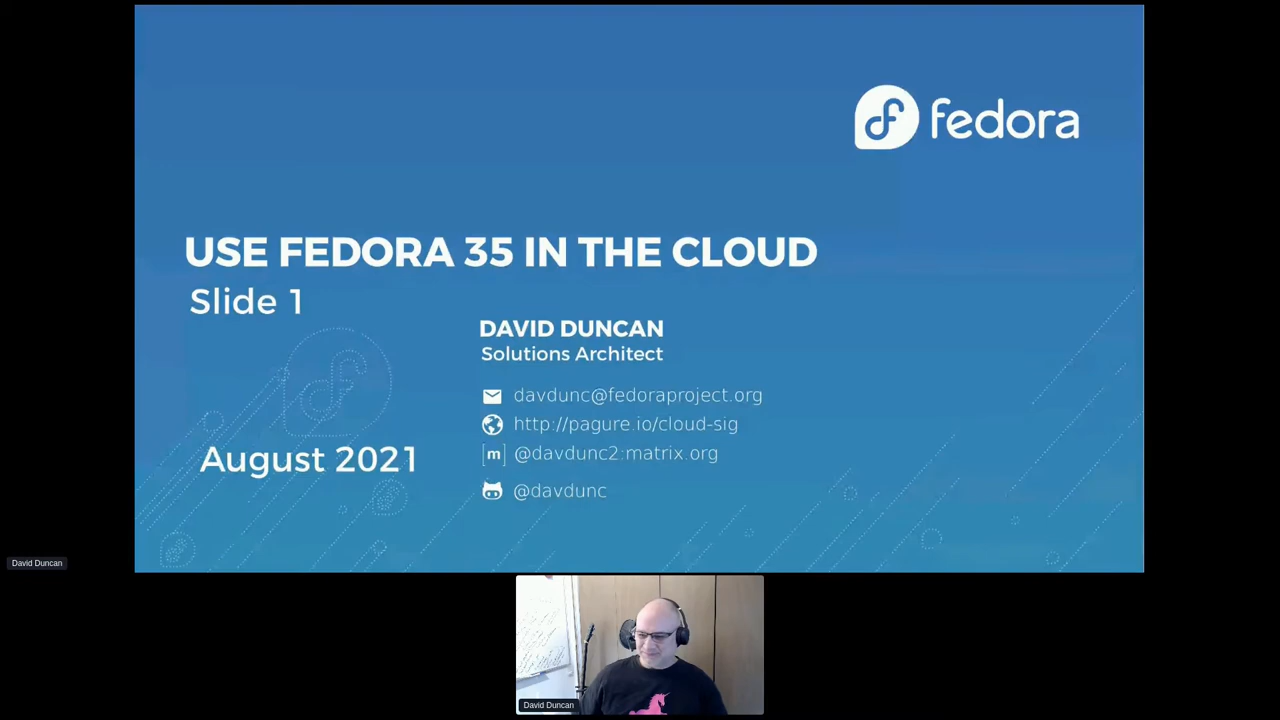 fedora
USE FEDORA 35 IN THE CLOUD
Slide 1
DAVID DUNCAN
Solutions Architect
davdunc@fedoraproject.org
http://pagure.io/cloud-sig
[m] @davdunc2:matrix.org
August 2021
@davdunc
David Duncan
David Duncan